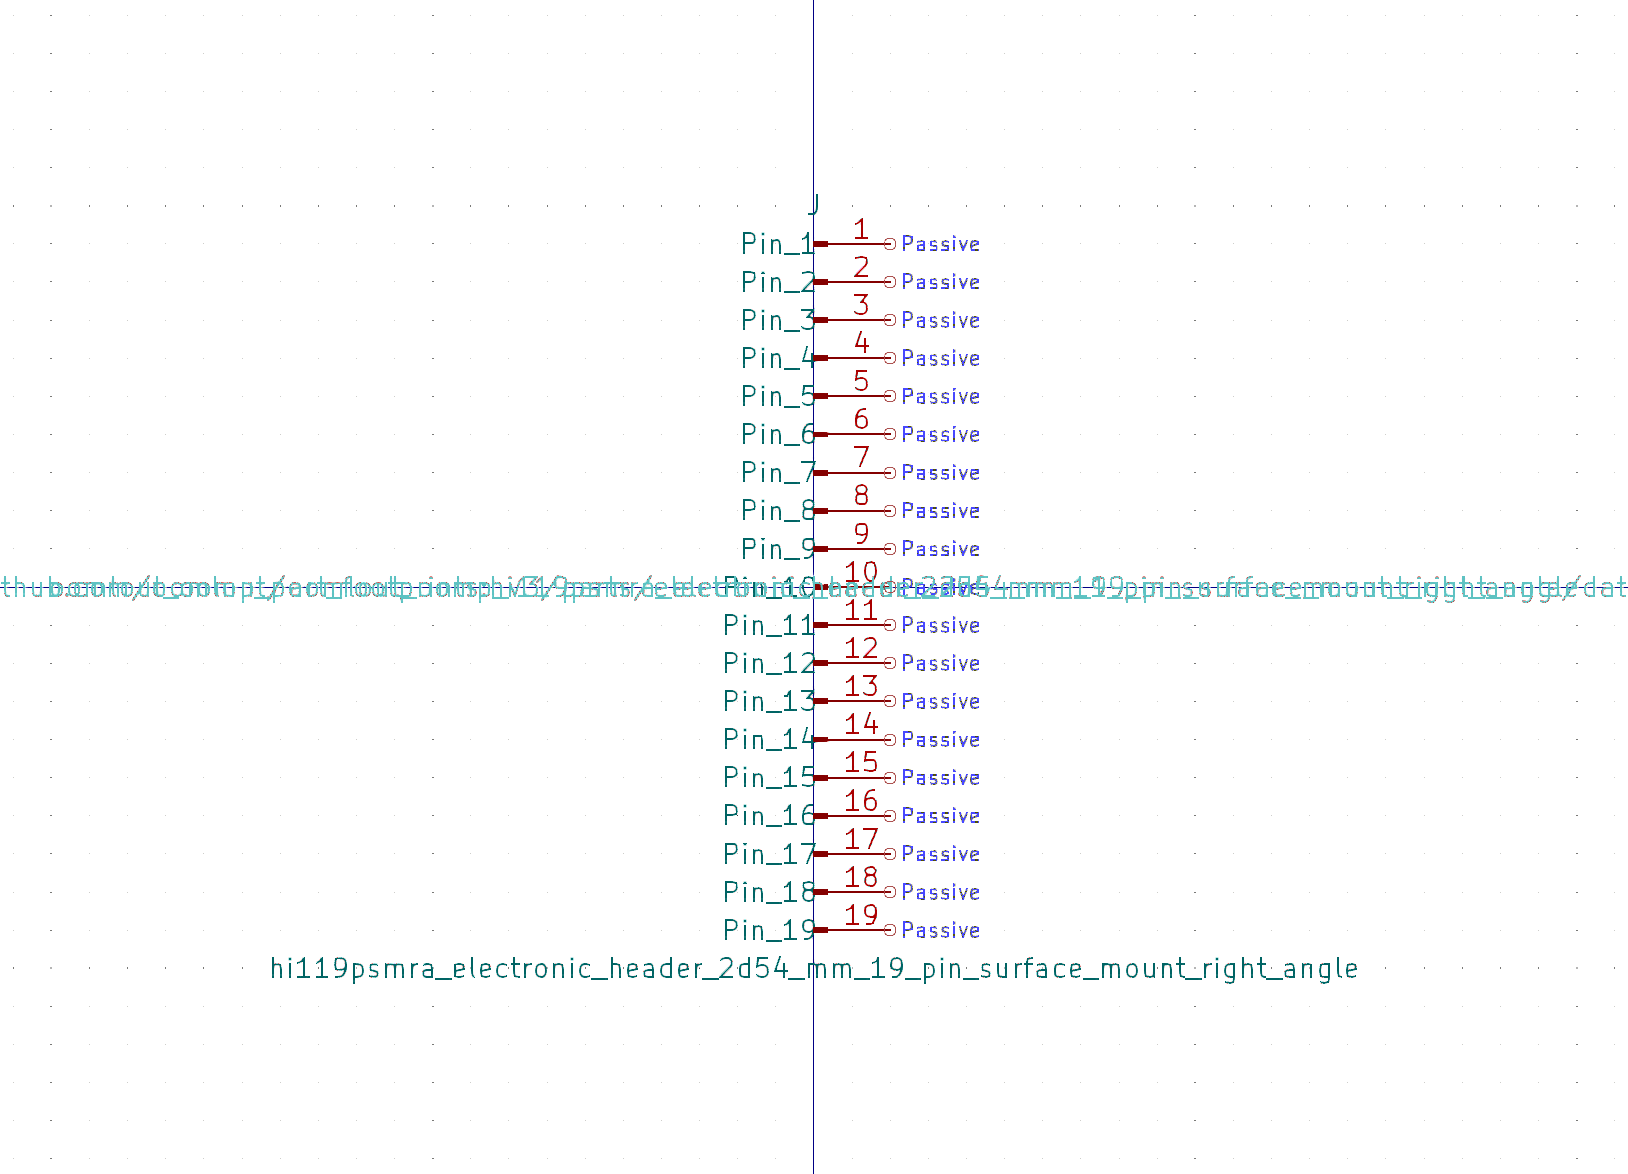 J
Pin_1 1 Passive
Pin_2 2 Passive
Pin_3 3 Passive
Pin_4 4 Passive
Pin_5 5 Passive
Pin_6 6 Passive
Pin_7 7 Passive
Pin_8 8 Passive
Pin_9 9 Passive
Pin_10 10 Passive
Pin_11 11 Passive
Pin_12 12 Passive
Pin_13 13 Passive
Pin_14 14 Passive
Pin_15 15 Passive
Pin_16 16 Passive
Pin_17 17 Passive
Pin_18 18 Passive
Pin_19 19 Passive
hi119psmra_electronic_header_2d54_mm_19_pin_surface_mount_right_angle